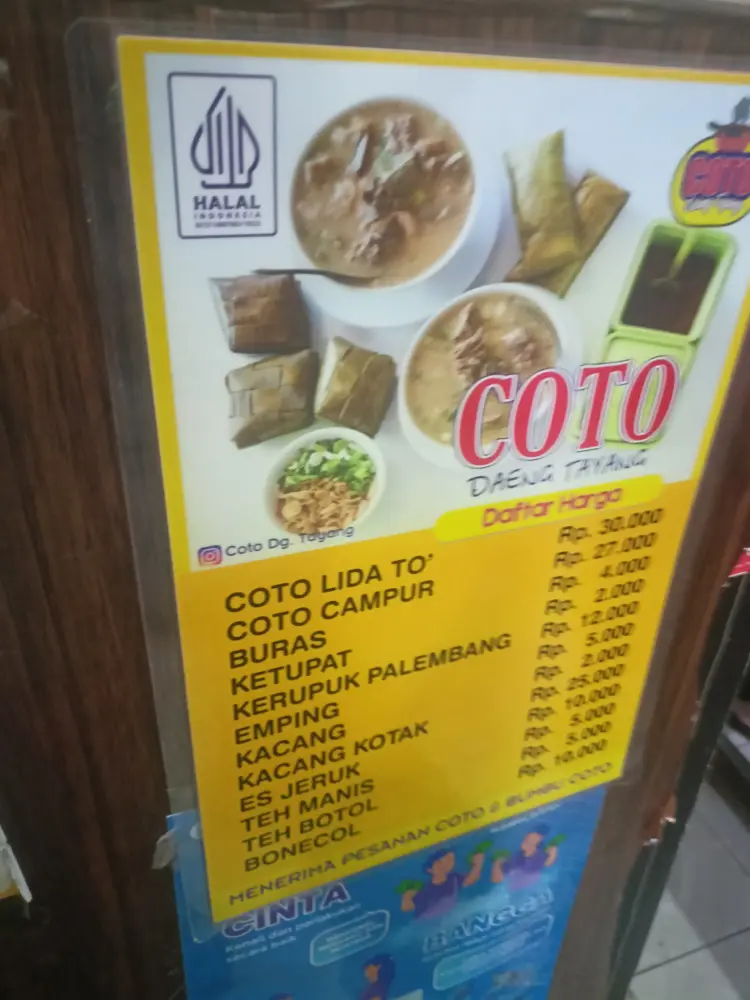 HALAL
INDONESIA
COTO
COTO
DAENG TAYANG
Daftar Harga
Coto Dg. Tayang
COTO LIDA TO' Rp. 30.000
COTO CAMPUR Rp. 27.000
BURAS Rp. 4.000
KETUPAT Rp. 2.000
KERUPUK PALEMBANG Rp. 12.000
EMPING Rp. 5.000
KACANG Rp. 2.000
KACANG KOTAK Rp. 25.000
ES JERUK Rp. 10.000
TEH MANIS Rp. 5.000
TEH BOTOL Rp. 5.000
BONECOL Rp. 10.000
MENERIMA PESANAN COTO & BUMBU COTO
CINTA
secara baik
BANGGA